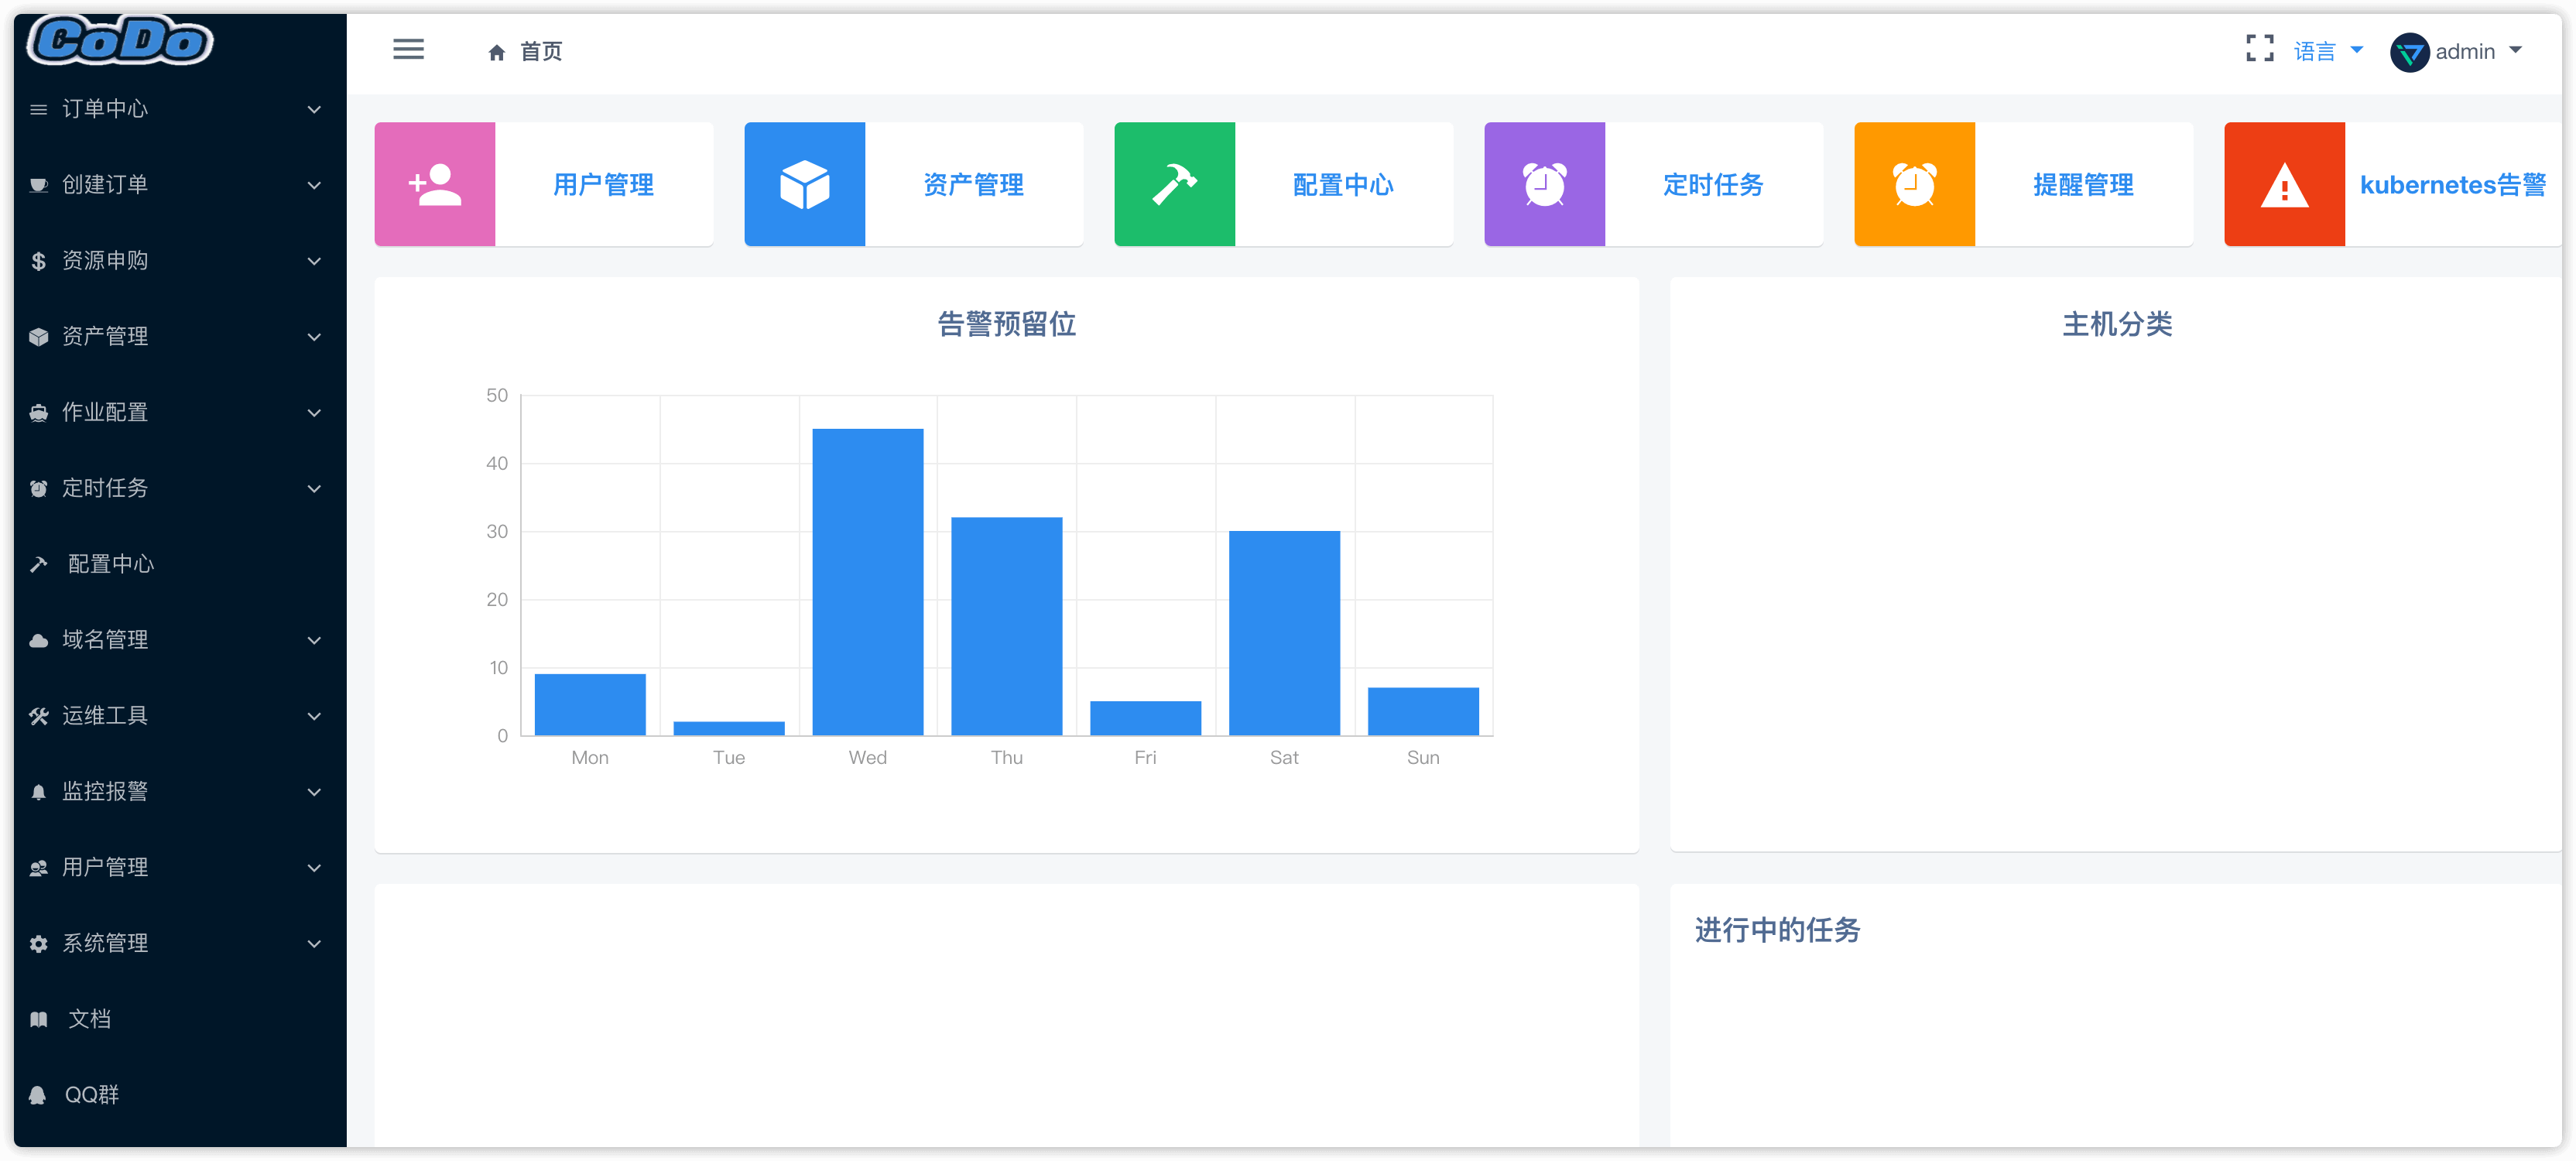 CoDo
订单中心
创建订单
资源申购
资产管理
作业配置
定时任务
配置中心
域名管理
运维工具
监控报警
用户管理
系统管理
文档
QQ群
首页
语言
admin
用户管理
资产管理
配置中心
定时任务
提醒管理
kubernetes告警
告警预留位
50
40
30
20
10
0
Mon Tue Wed Thu Fri Sat Sun
主机分类
进行中的任务